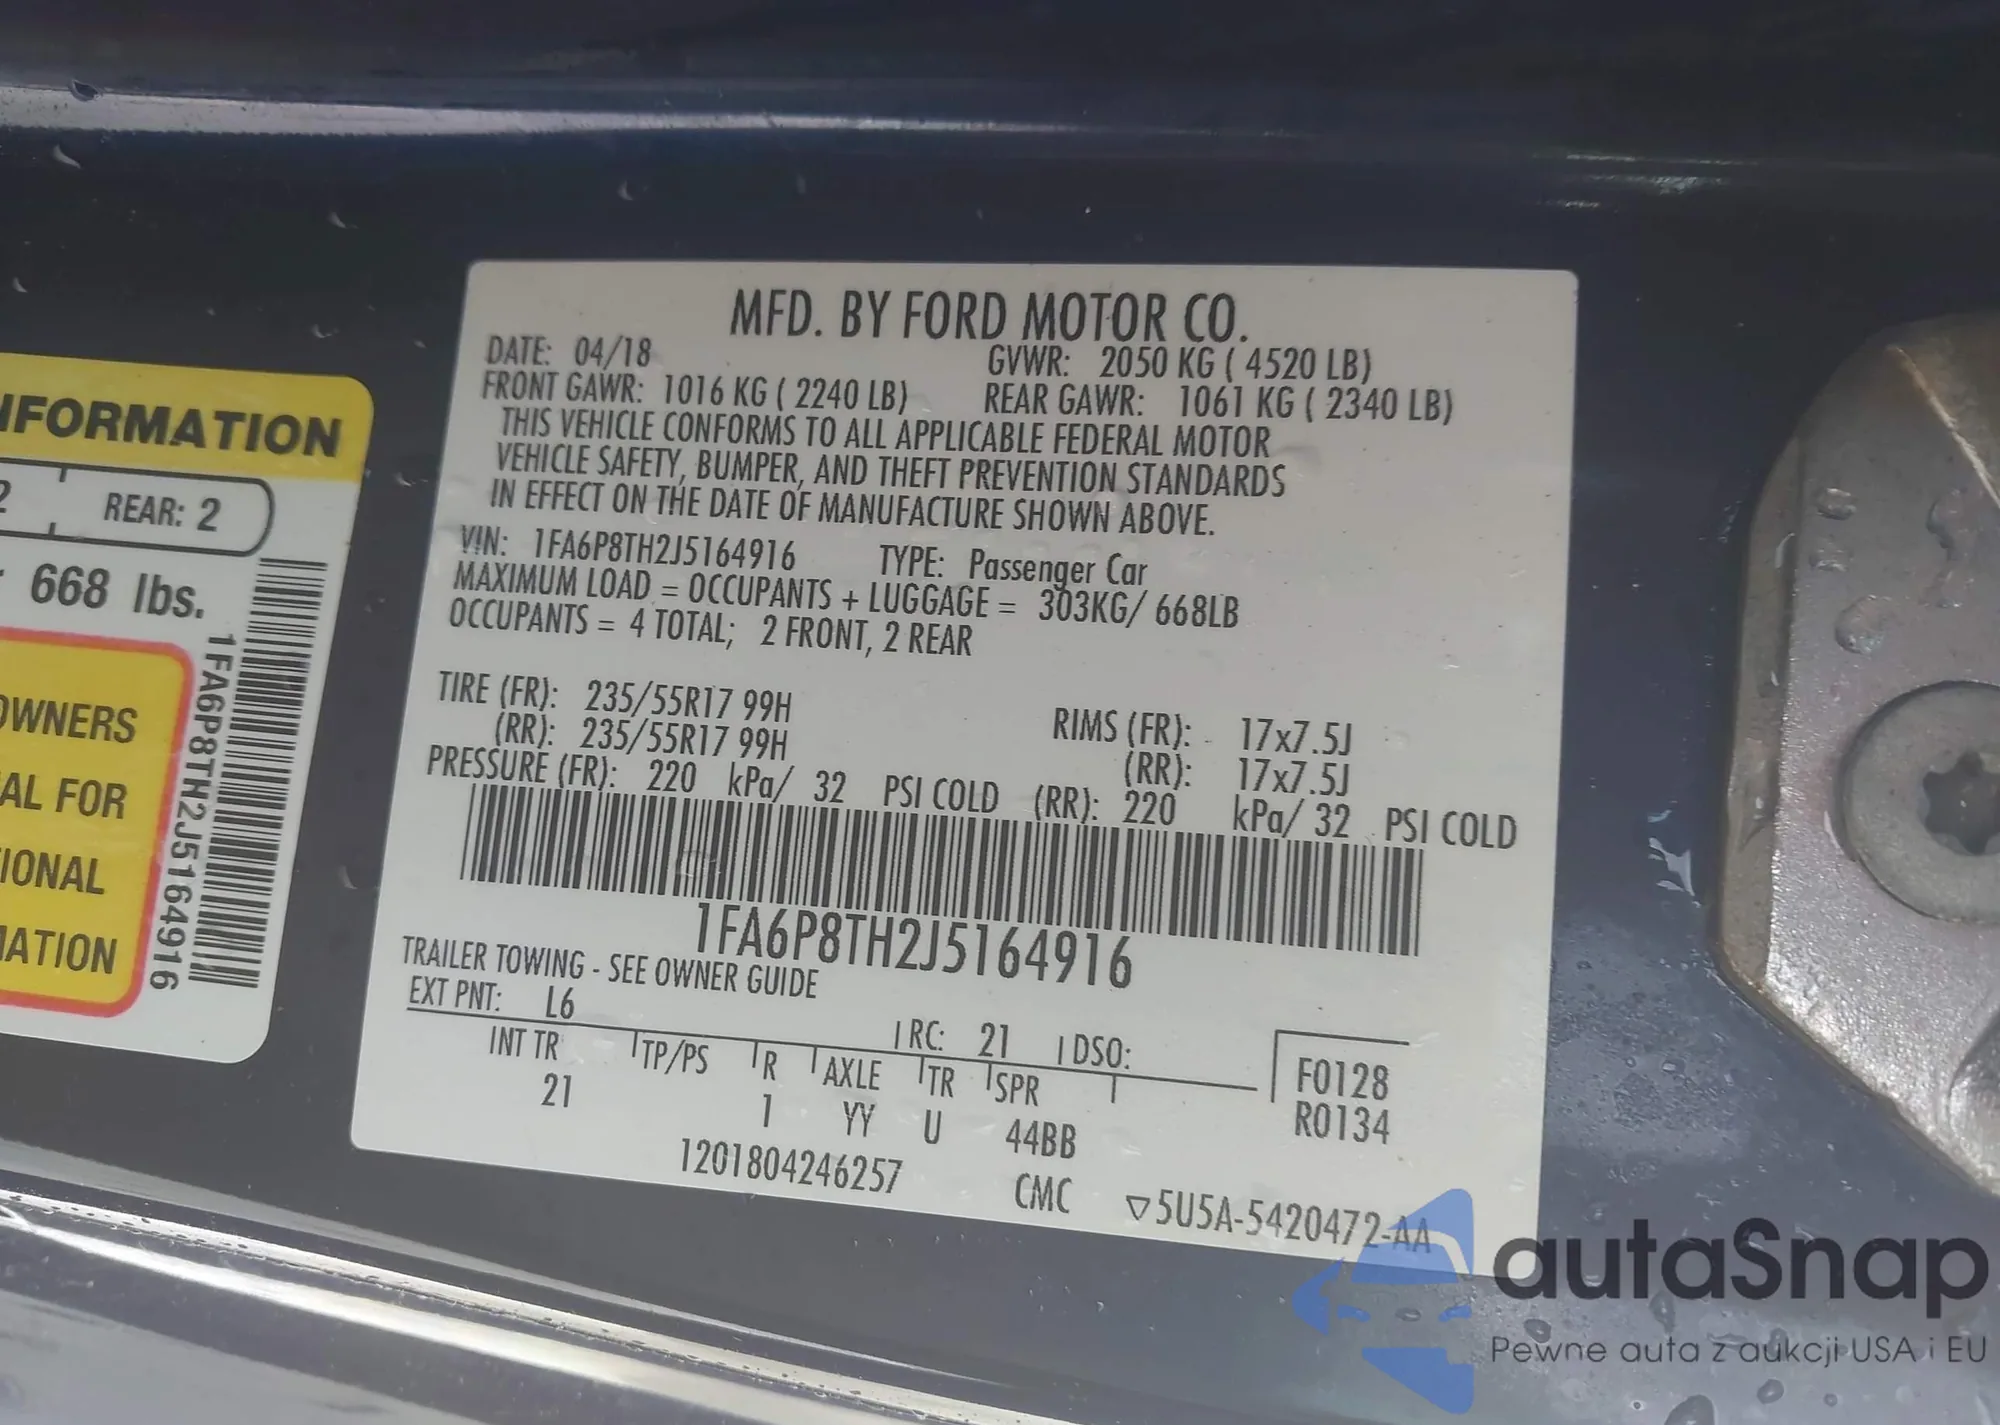 NFORMATION
2 REAR: 2
668 lbs.
OWNERS
AL FOR
IONAL
MATION
1FA6P8TH2J5164916
MFD. BY FORD MOTOR CO.
DATE: 04/18 GVWR: 2050 KG ( 4520 LB)
FRONT GAWR: 1016 KG ( 2240 LB) REAR GAWR: 1061 KG ( 2340 LB)
THIS VEHICLE CONFORMS TO ALL APPLICABLE FEDERAL MOTOR
VEHICLE SAFETY, BUMPER, AND THEFT PREVENTION STANDARDS
IN EFFECT ON THE DATE OF MANUFACTURE SHOWN ABOVE.
VIN: 1FA6P8TH2J5164916 TYPE: Passenger Car
MAXIMUM LOAD = OCCUPANTS + LUGGAGE = 303KG/ 668LB
OCCUPANTS = 4 TOTAL; 2 FRONT, 2 REAR
TIRE (FR): 235/55R17 99H RIMS (FR): 17x7.5J
(RR): 235/55R17 99H (RR): 17x7.5J
PRESSURE (FR): 220 kPa/ 32 PSI COLD (RR): 220 kPa/ 32 PSI COLD
1FA6P8TH2J5164916
TRAILER TOWING - SEE OWNER GUIDE
EXT PNT: L6 RC: 21 DSO:
INT TR TP/PS R AXLE TR SPR F0128
21 1 YY U 44BB R0134
1201804246257 CMC ▽5U5A-5420472-AA
autaSnap
Pewne auta z aukcji USA i EU